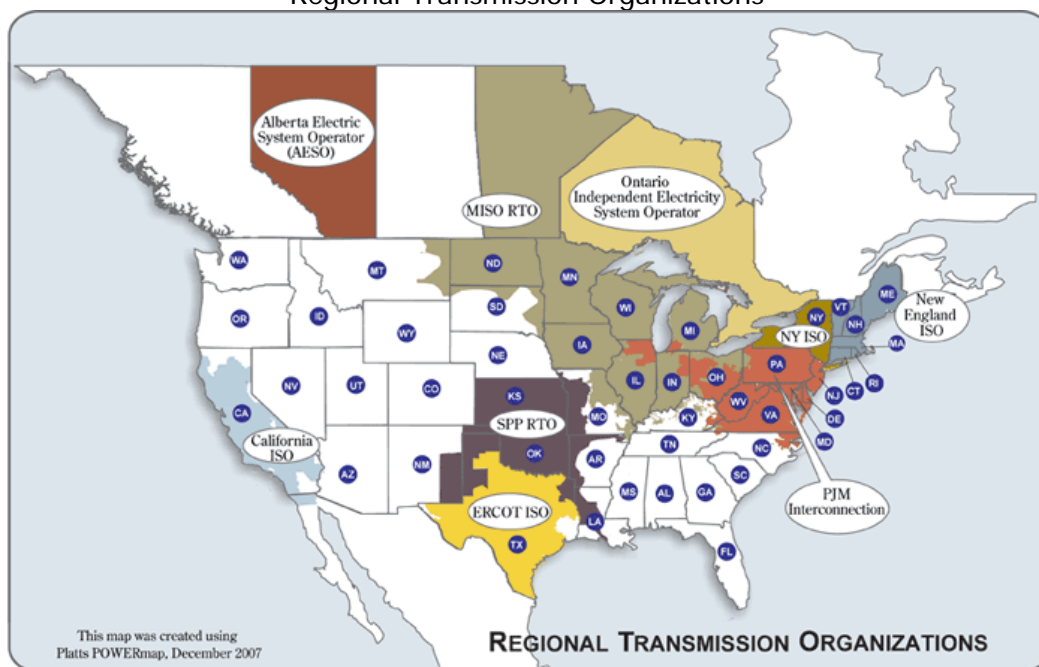 Regional Transmission Organizations
Alberta Electric
System Operator
(AESO)
Ontario
Independent Electricity
System Operator
MISO RTO
WA
MT
ND
MN
ME
OR
ID
SD
WI
VT
NY
NH
New
England
ISO
WY
MI
NY ISO
MA
NE
IA
PA
NV
UT
CO
IL
IN
OH
RI
CT
NJ
CA
KS
WV
DE
MO
KY
VA
MD
SPP RTO
California
ISO
OK
TN
NC
AZ
NM
AR
SC
MS
AL
GA
PJM
Interconnection
ERCOT ISO
LA
TX
FL
This map was created using
Platts POWERmap, December 2007
REGIONAL TRANSMISSION ORGANIZATIONS